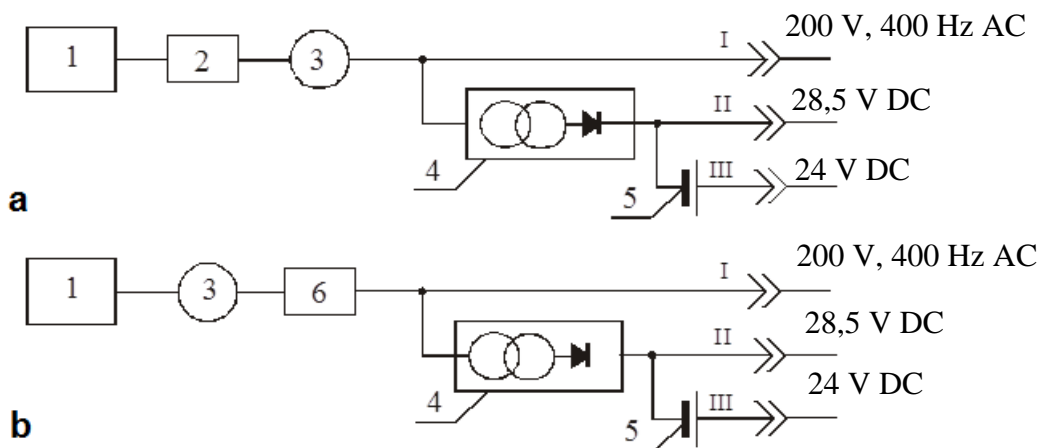 1 2 3 I 200 V, 400 Hz AC
II 28,5 V DC
4 III 24 V DC
5
a
1 3 6 I 200 V, 400 Hz AC
II 28,5 V DC
4 III 24 V DC
5
b